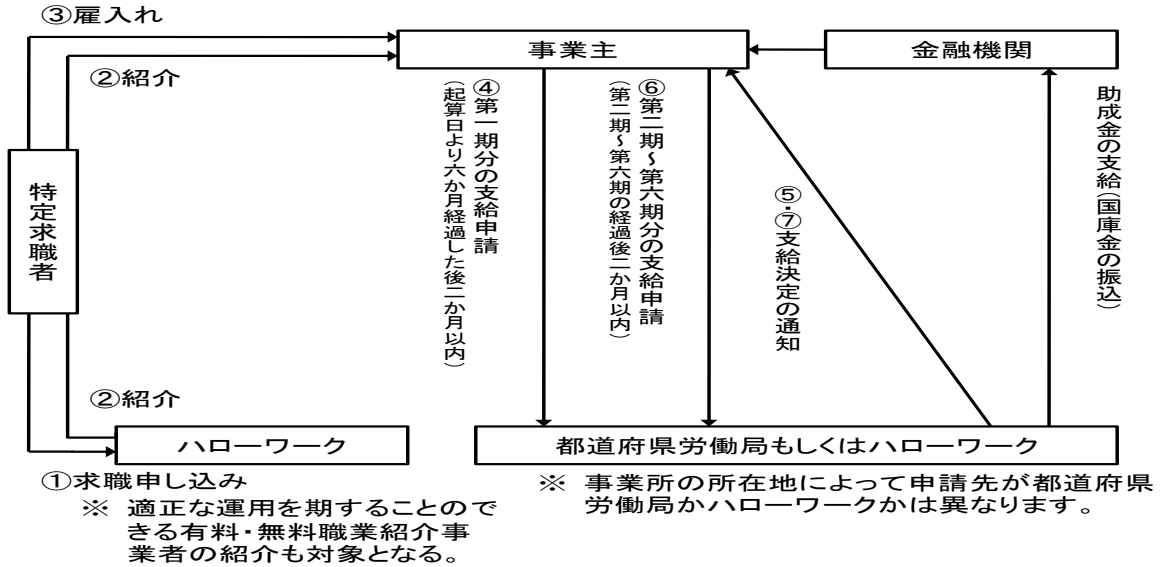 ③雇入れ
事業主
金融機関
②紹介
④第一期分の支給申請
(起算日より六か月経過した後二か月以内)
⑥第二期～第六期分の支給申請
(第二期～第六期の経過後二か月以内)
⑤・⑦支給決定の通知
助成金の支給(国庫金の振込)
特定求職者
②紹介
ハローワーク
都道府県労働局もしくはハローワーク
①求職申し込み
※ 適正な運用を期することので
きる有料・無料職業紹介事
業者の紹介も対象となる。
※ 事業所の所在地によって申請先が都道府県
労働局かハローワークかは異なります。